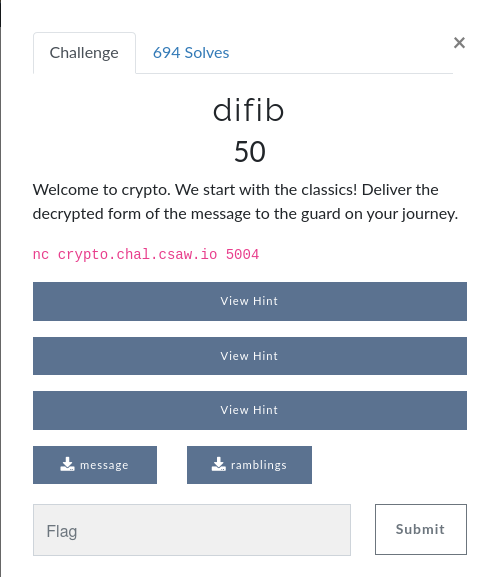 Challenge
694 Solves
×
difib
50
Welcome to crypto. We start with the classics! Deliver the
decrypted form of the message to the guard on your journey.
nc crypto.chal.csaw.io 5004
View Hint
View Hint
View Hint
message
ramblings
Flag
Submit